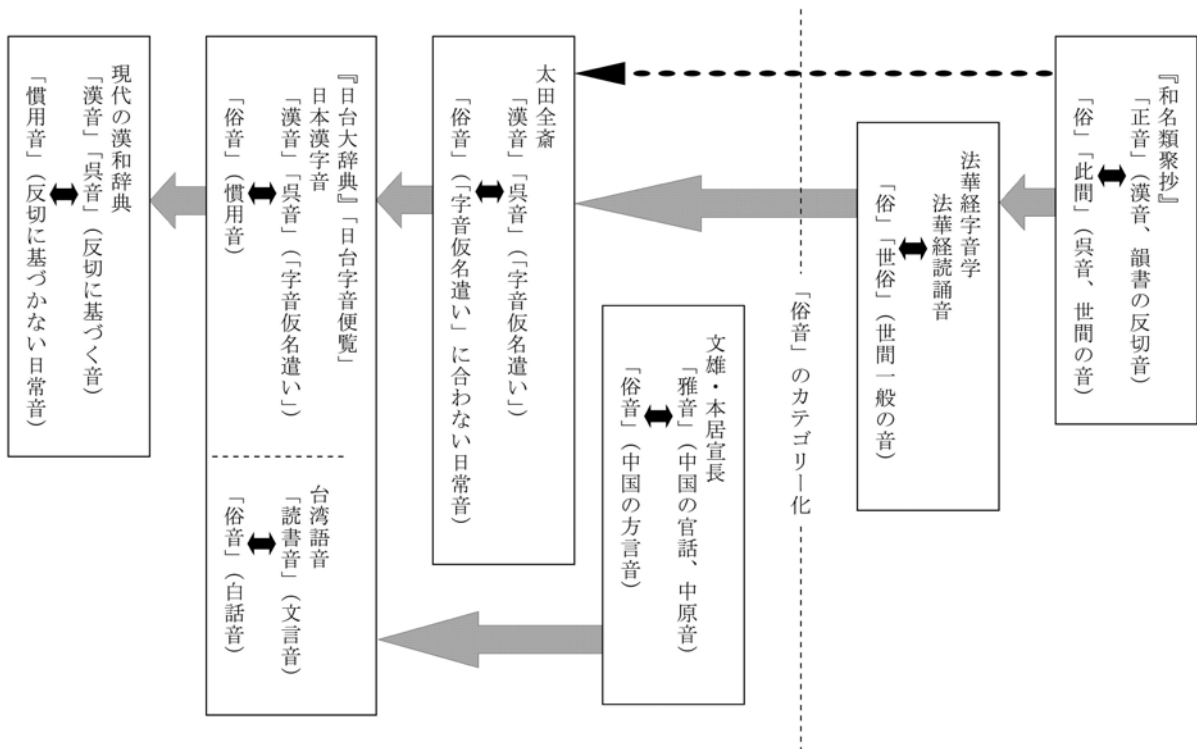 『和名類聚抄』
「正音」（漢音、韻書の反切音）
「俗」「此間」（呉音、世間の音）
法華経字音学
法華経読誦音
「俗」「世俗」（世間一般の音）
「俗音」のカテゴリー化
文雄・本居宣長
「雅音」（中国の官話、中原音）
「俗音」（中国の方言音）
太田全斎
「漢音」「呉音」（「字音仮名遣い」）
「俗音」（「字音仮名遣い」に合わない日常音）
『日台大辞典』「日台字音便覧」
日本漢字音
「漢音」「呉音」（「字音仮名遣い」）
「俗音」（慣用音）
台湾語音
「読書音」（文言音）
「俗音」（白話音）
現代の漢和辞典
「漢音」「呉音」（反切に基づく音）
「慣用音」（反切に基づかない日常音）